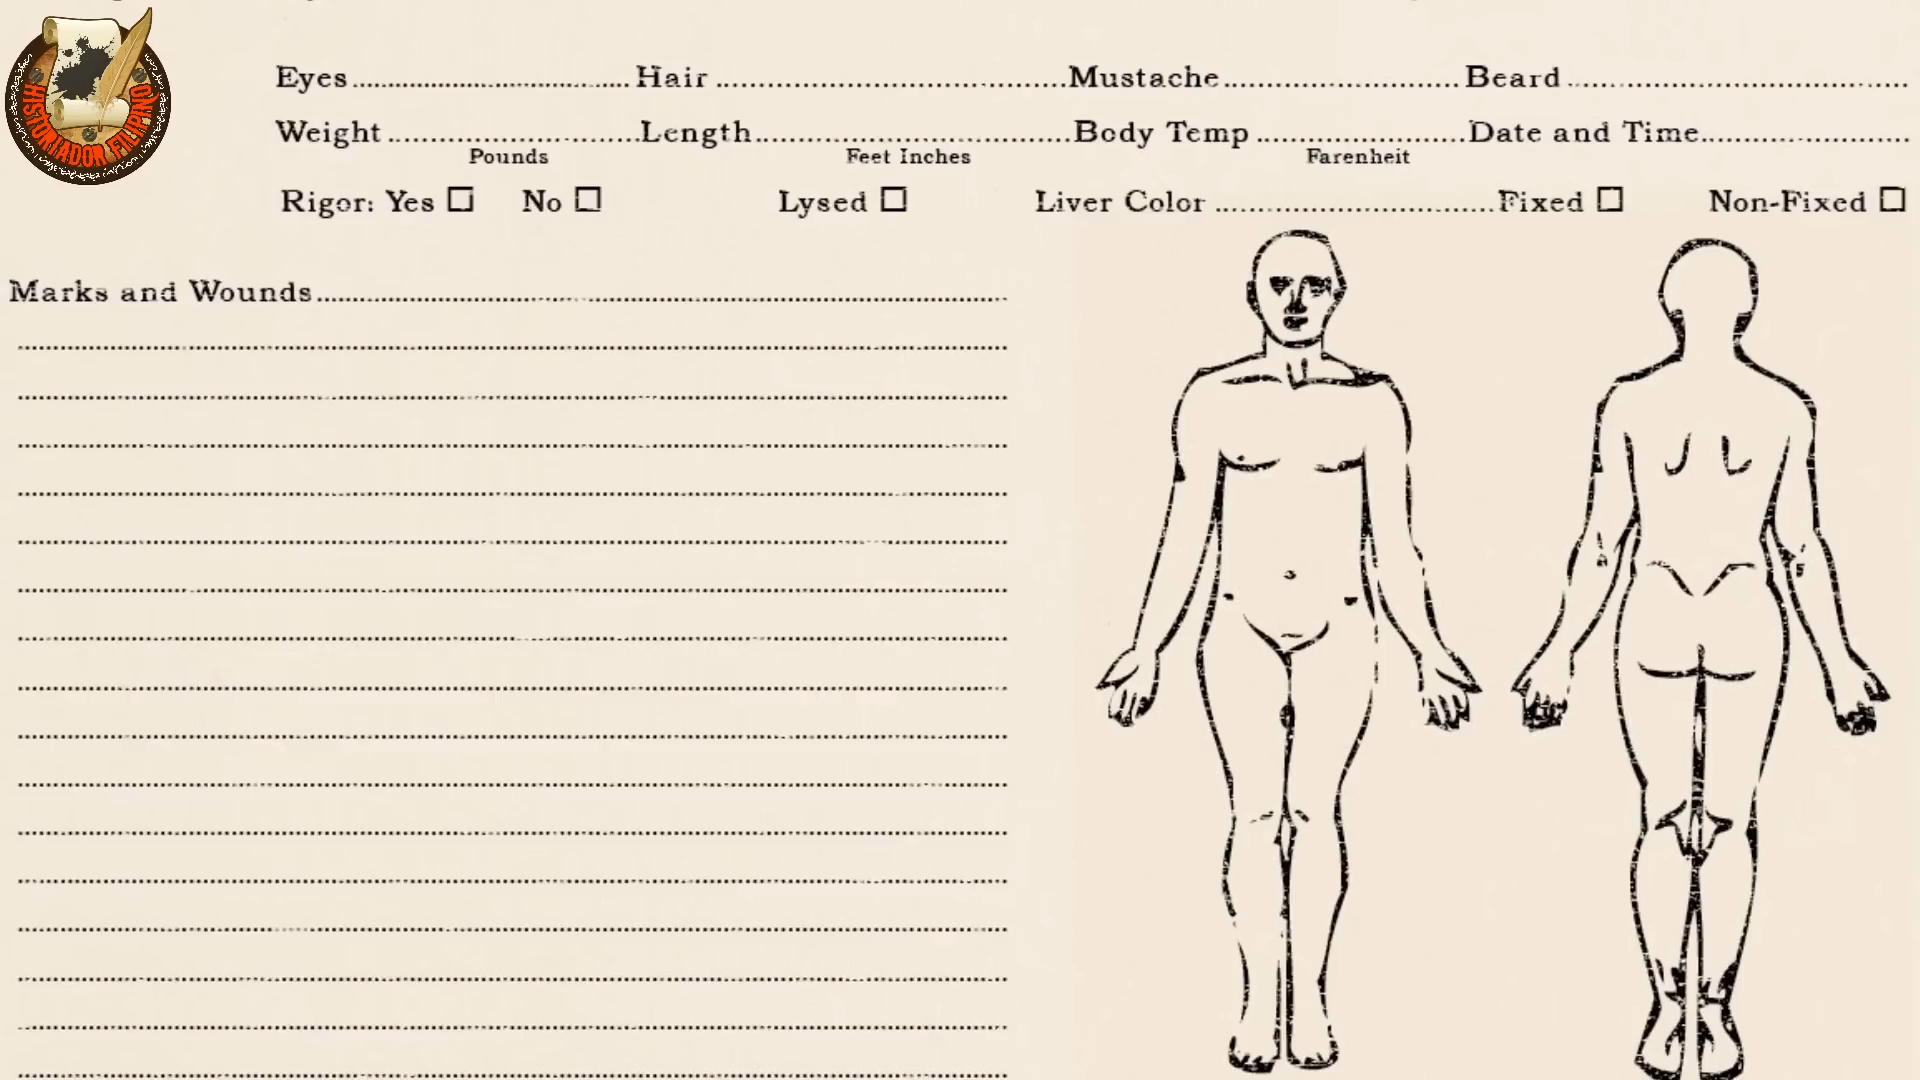 HISTORIADOR FILIPINO
Eyes Hair Mustache Beard
Weight Length Body Temp Date and Time
Pounds Feet Inches Farenheit
Rigor: Yes No Lysed Liver Color Fixed Non-Fixed
Marks and Wounds